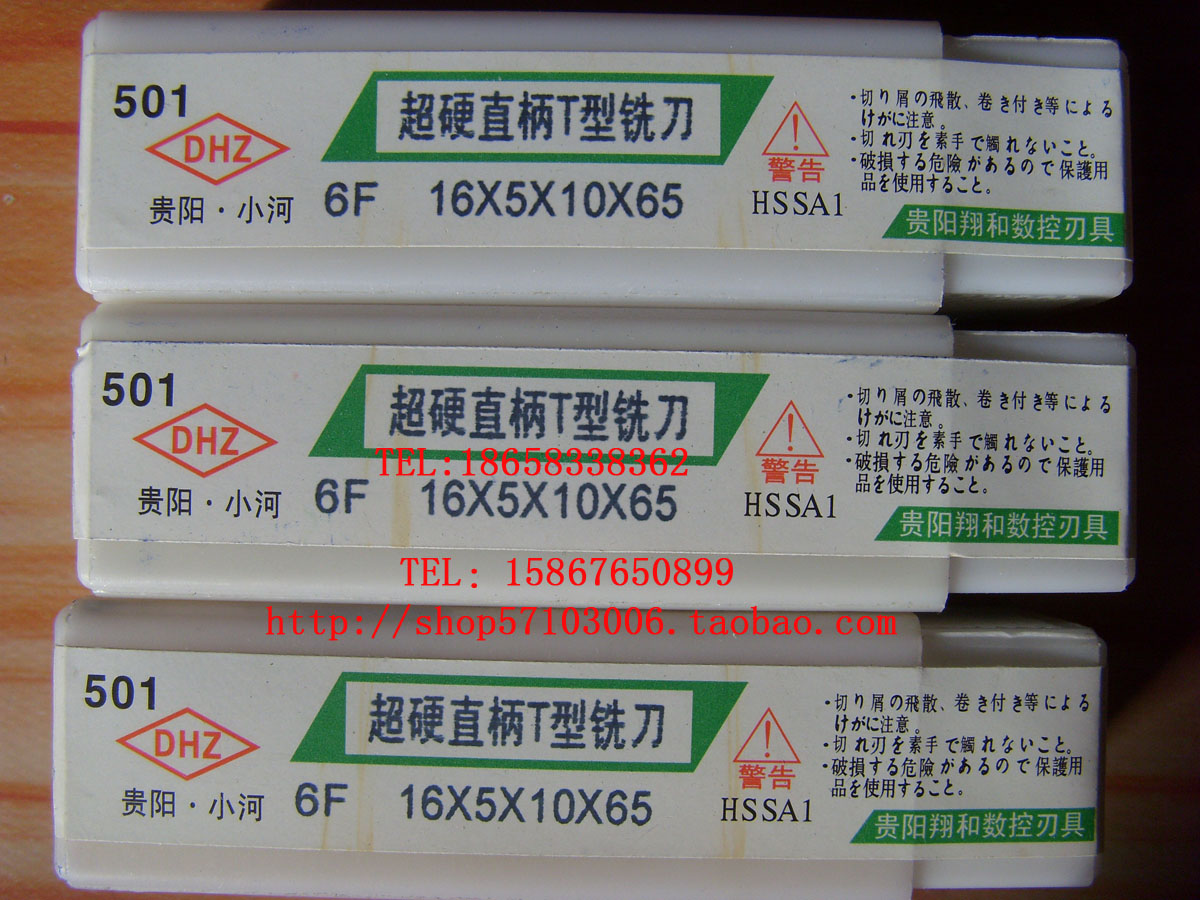 501
DHZ
贵阳·小河
超硬直柄T型铣刀
6F 16X5X10X65
警告
HSSA1
·切り屑の飛散、巻き付き等による
けがに注意。
·切れ刃を素手で觸れないこと。
·破損する危險があるので保護用
品を使用すること。
贵阳翔和数控刃具
501
DHZ
贵阳·小河
超硬直柄T型铣刀
TEL:18658338362
6F 16X5X10X65
警告
HSSA1
·切り屑の飛散、巻き付き等による
けがに注意。
·切れ刃を素手で觸れないこと。
·破損する危險があるので保護用
品を使用すること。
贵阳翔和数控刃具
TEL: 15867650899
http://shop57103006.taobao.com
501
DHZ
贵阳·小河
超硬直柄T型铣刀
6F 16X5X10X65
警告
HSSA1
·切り屑の飛散、巻き付き等による
けがに注意。
·切れ刃を素手で觸れないこと。
·破損する危險があるので保護用
品を使用すること。
贵阳翔和数控刃具